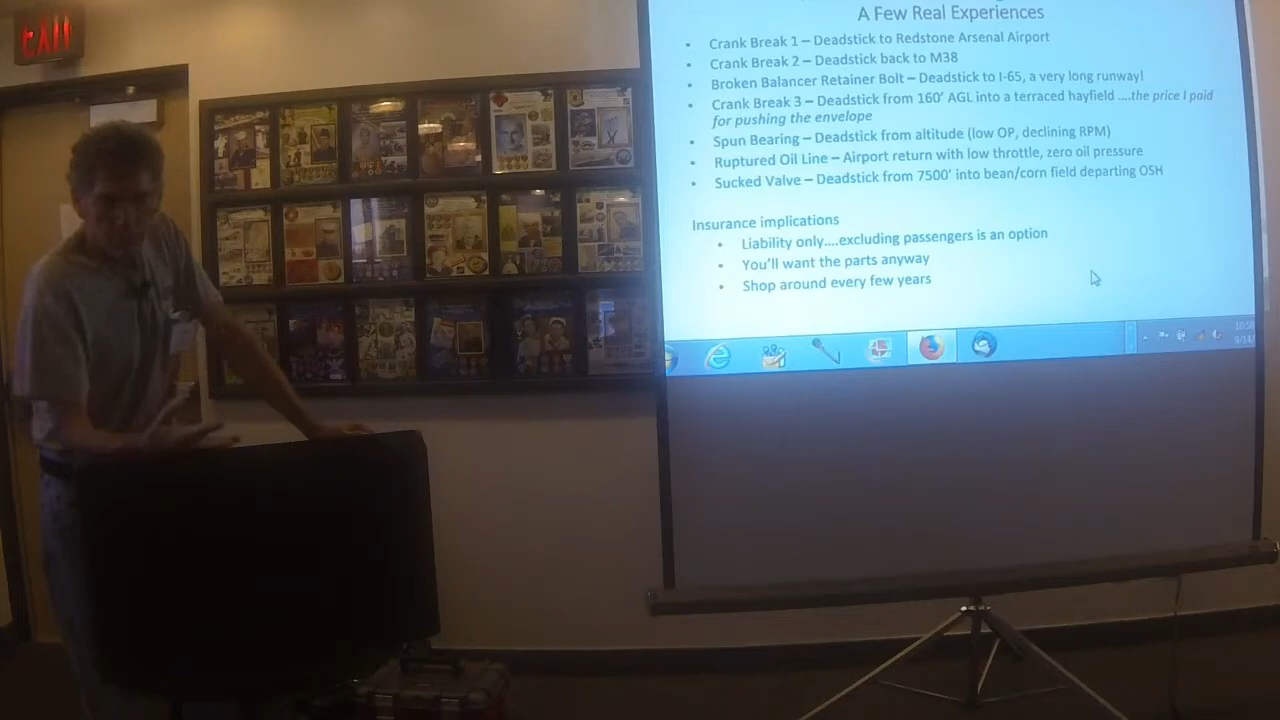 EXIT
A Few Real Experiences
• Crank Break 1 – Deadstick to Redstone Arsenal Airport
• Crank Break 2 – Deadstick back to M38
• Broken Balancer Retainer Bolt – Deadstick to I-65, a very long runway!
• Crank Break 3 – Deadstick from 160' AGL into a terraced hayfield ....the price I paid
for pushing the envelope
• Spun Bearing – Deadstick from altitude (low OP, declining RPM)
• Ruptured Oil Line – Airport return with low throttle, zero oil pressure
• Sucked Valve – Deadstick from 7500' into bean/corn field departing OSH
Insurance implications
• Liability only....excluding passengers is an option
• You'll want the parts anyway
• Shop around every few years